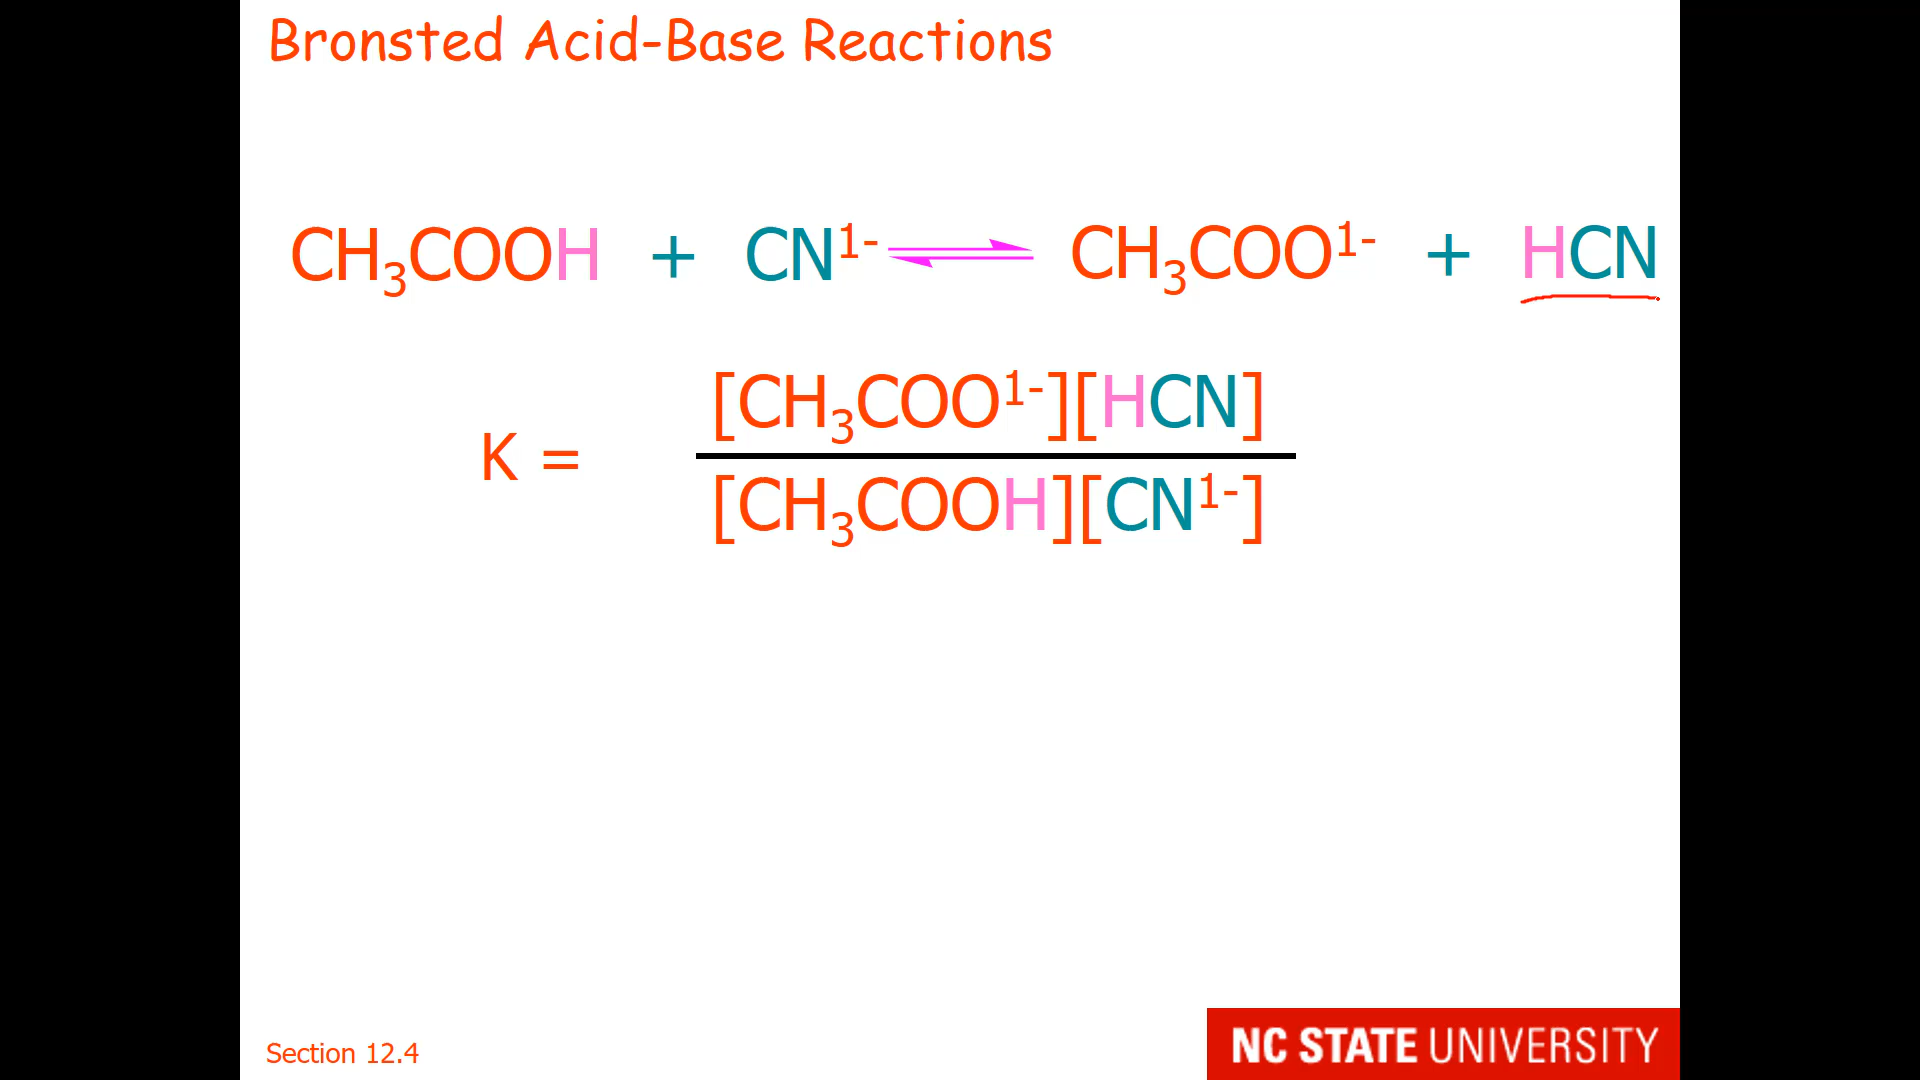 Bronsted Acid-Base Reactions
CH₃COOH + CN¹⁻ ⇌ CH₃COO¹⁻ + HCN
[CH₃COO¹⁻][HCN]
K =
[CH₃COOH][CN¹⁻]
Section 12.4
NC STATE UNIVERSITY